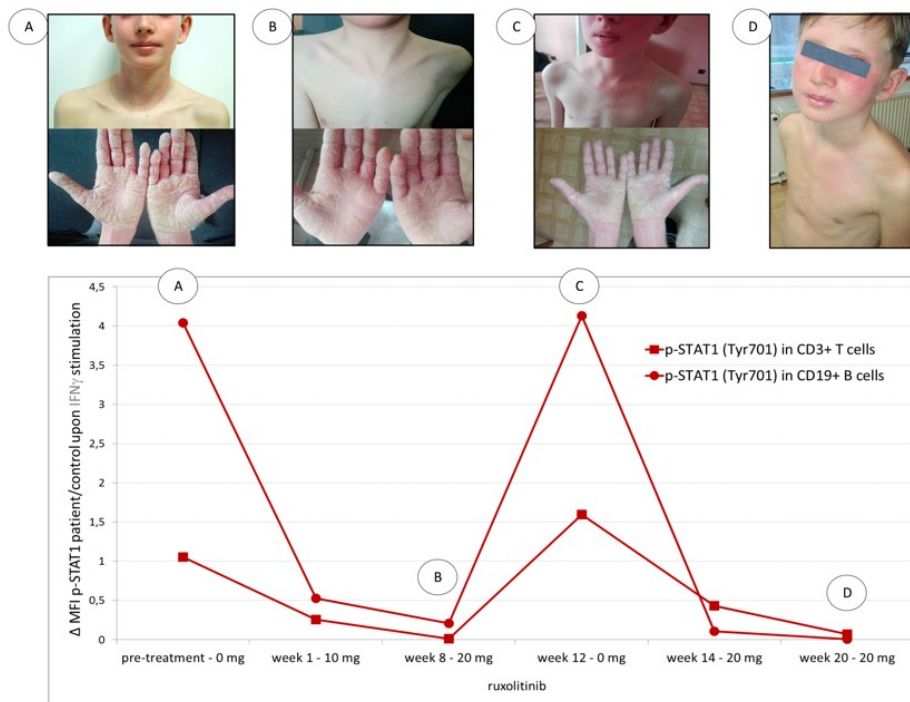 A
B
C
D
4,5
4
3,5
3
2,5
2
1,5
1
0,5
0
Δ MFI p-STAT1 patient/control upon IFNγ stimulation
A
C
B
D
p-STAT1 (Tyr701) in CD3+ T cells
p-STAT1 (Tyr701) in CD19+ B cells
pre-treatment - 0 mg
week 1 - 10 mg
week 8 - 20 mg
week 12 - 0 mg
week 14 - 20 mg
week 20 - 20 mg
ruxolitinib